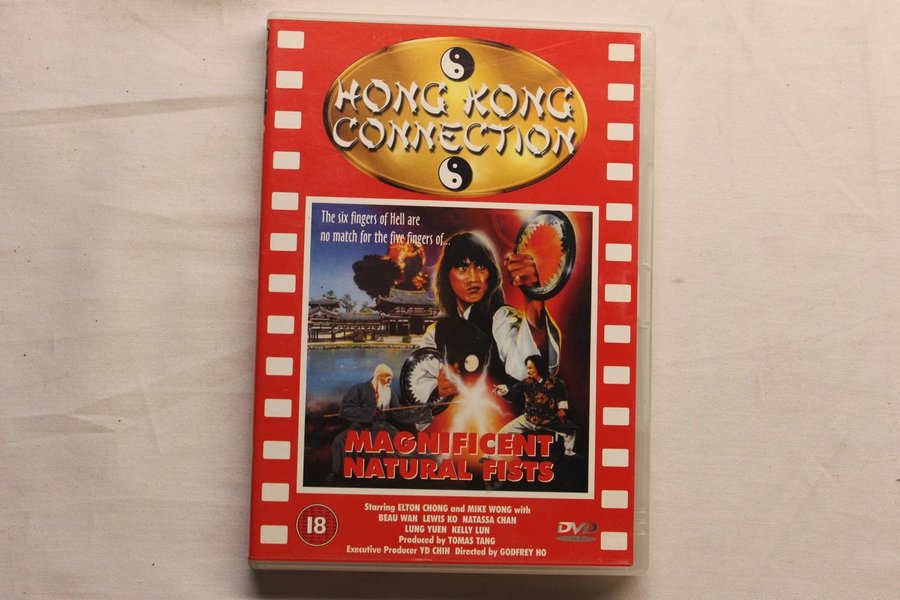 HONG KONG
CONNECTION
The six fingers of Hell are
no match for the five fingers of...
MAGNIFICENT
NATURAL FISTS
18
Starring ELTON CHONG and MIKE WONG with
BEAU WAN LEWIS KO NATASSA CHAN
LUNG YUEN KELLY LUN
Produced by TOMAS TANG
Executive Producer YD CHIN Directed by GODFREY HO
DVD